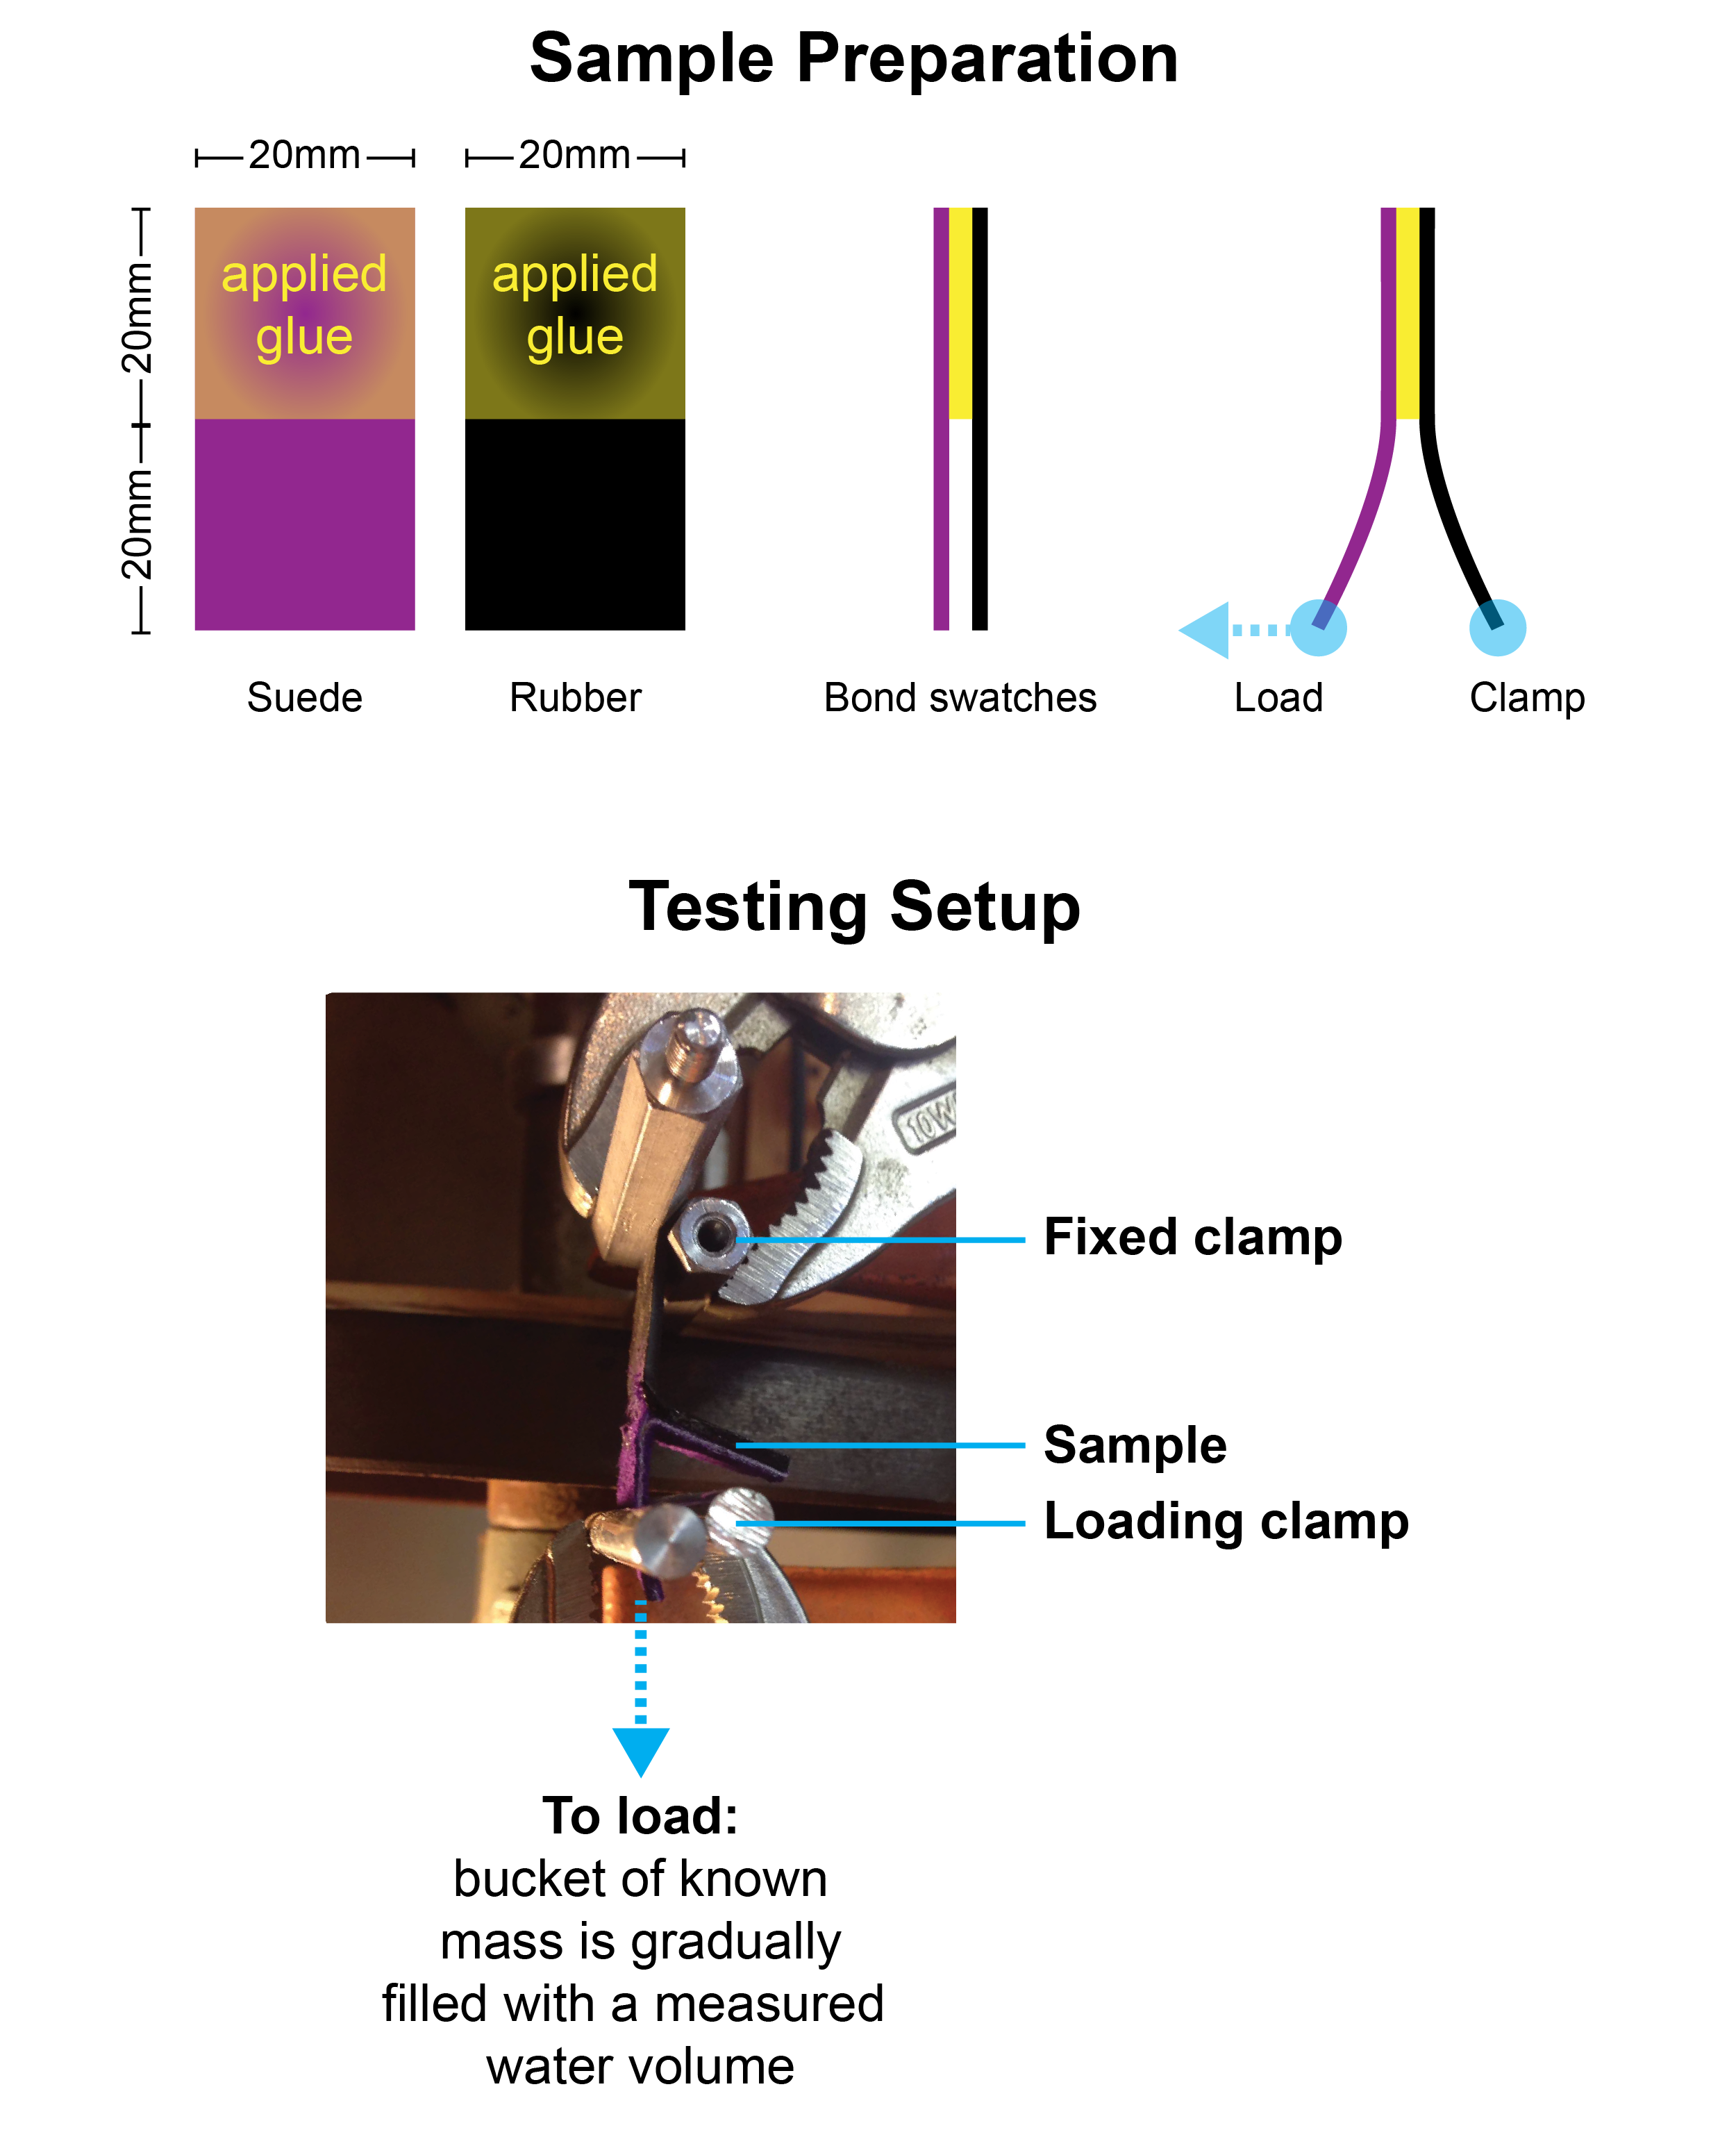 Sample Preparation
20mm
20mm
20mm
20mm
applied
glue
applied
glue
Suede
Rubber
Bond swatches
Load
Clamp
Testing Setup
Fixed clamp
Sample
Loading clamp
To load:
bucket of known
mass is gradually
filled with a measured
water volume